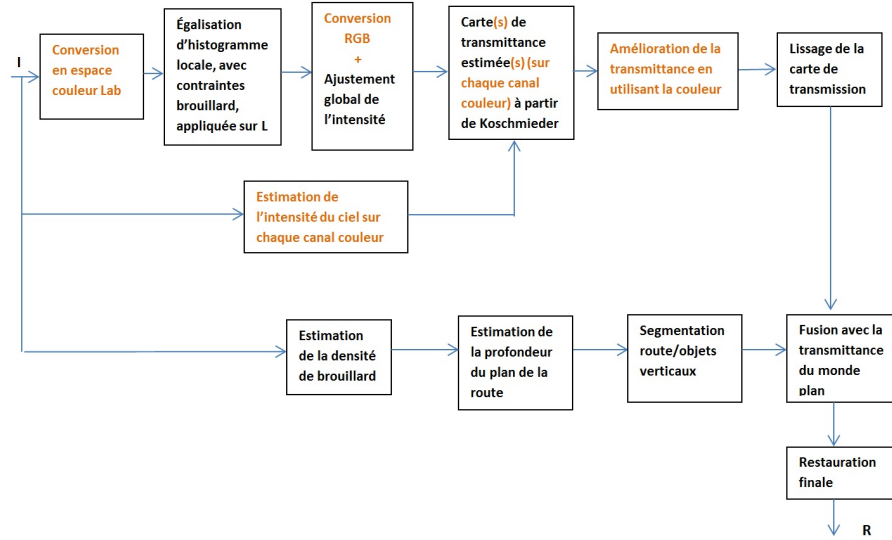 I
Conversion
en espace
couleur Lab
Égalisation
d'histogramme
locale, avec
contraintes
brouillard,
appliquée sur L
Conversion
RGB
+
Ajustement
global de
l'intensité
Carte(s) de
transmittance
estimée(s) (sur
chaque canal
couleur) à partir
de Koschmieder
Amélioration de la
transmittance en
utilisant la couleur
Lissage de la
carte de
transmission
Estimation de
l'intensité du ciel sur
chaque canal couleur
Estimation
de la densité
de brouillard
Estimation de
la profondeur
du plan de la
route
Segmentation
route/objets
verticaux
Fusion avec la
transmittance
du monde
plan
Restauration
finale
R